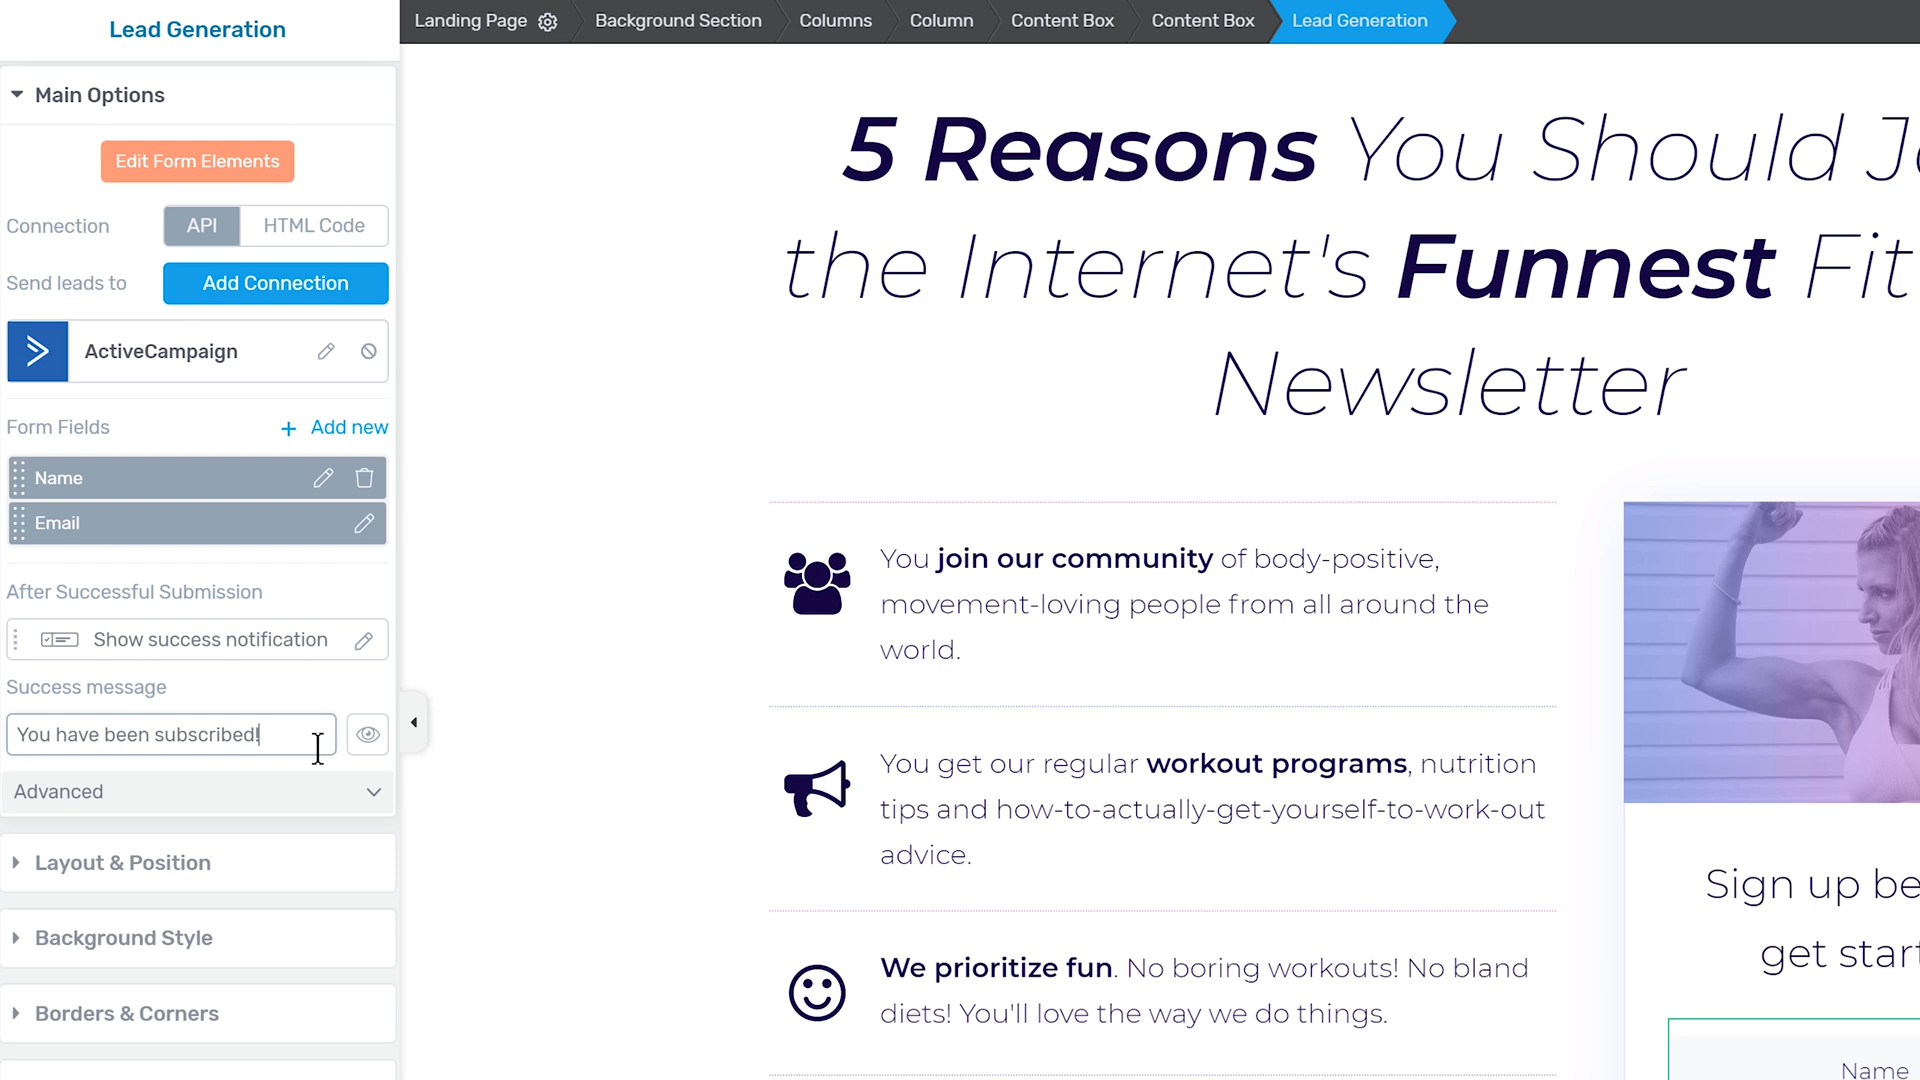 Lead Generation
Landing Page
Background Section
Columns
Column
Content Box
Content Box
Lead Generation
Main Options
Edit Form Elements
Connection
API
HTML Code
Send leads to
Add Connection
ActiveCampaign
Form Fields
+ Add new
Name
Email
After Successful Submission
Show success notification
Success message
You have been subscribed!
Advanced
Layout & Position
Background Style
Borders & Corners
5 Reasons You Should J
the Internet's Funnest Fit
Newsletter
You join our community of body-positive,
movement-loving people from all around the
world.
You get our regular workout programs, nutrition
tips and how-to-actually-get-yourself-to-work-out
advice.
We prioritize fun. No boring workouts! No bland
diets! You'll love the way we do things.
Sign up be
get start
Name